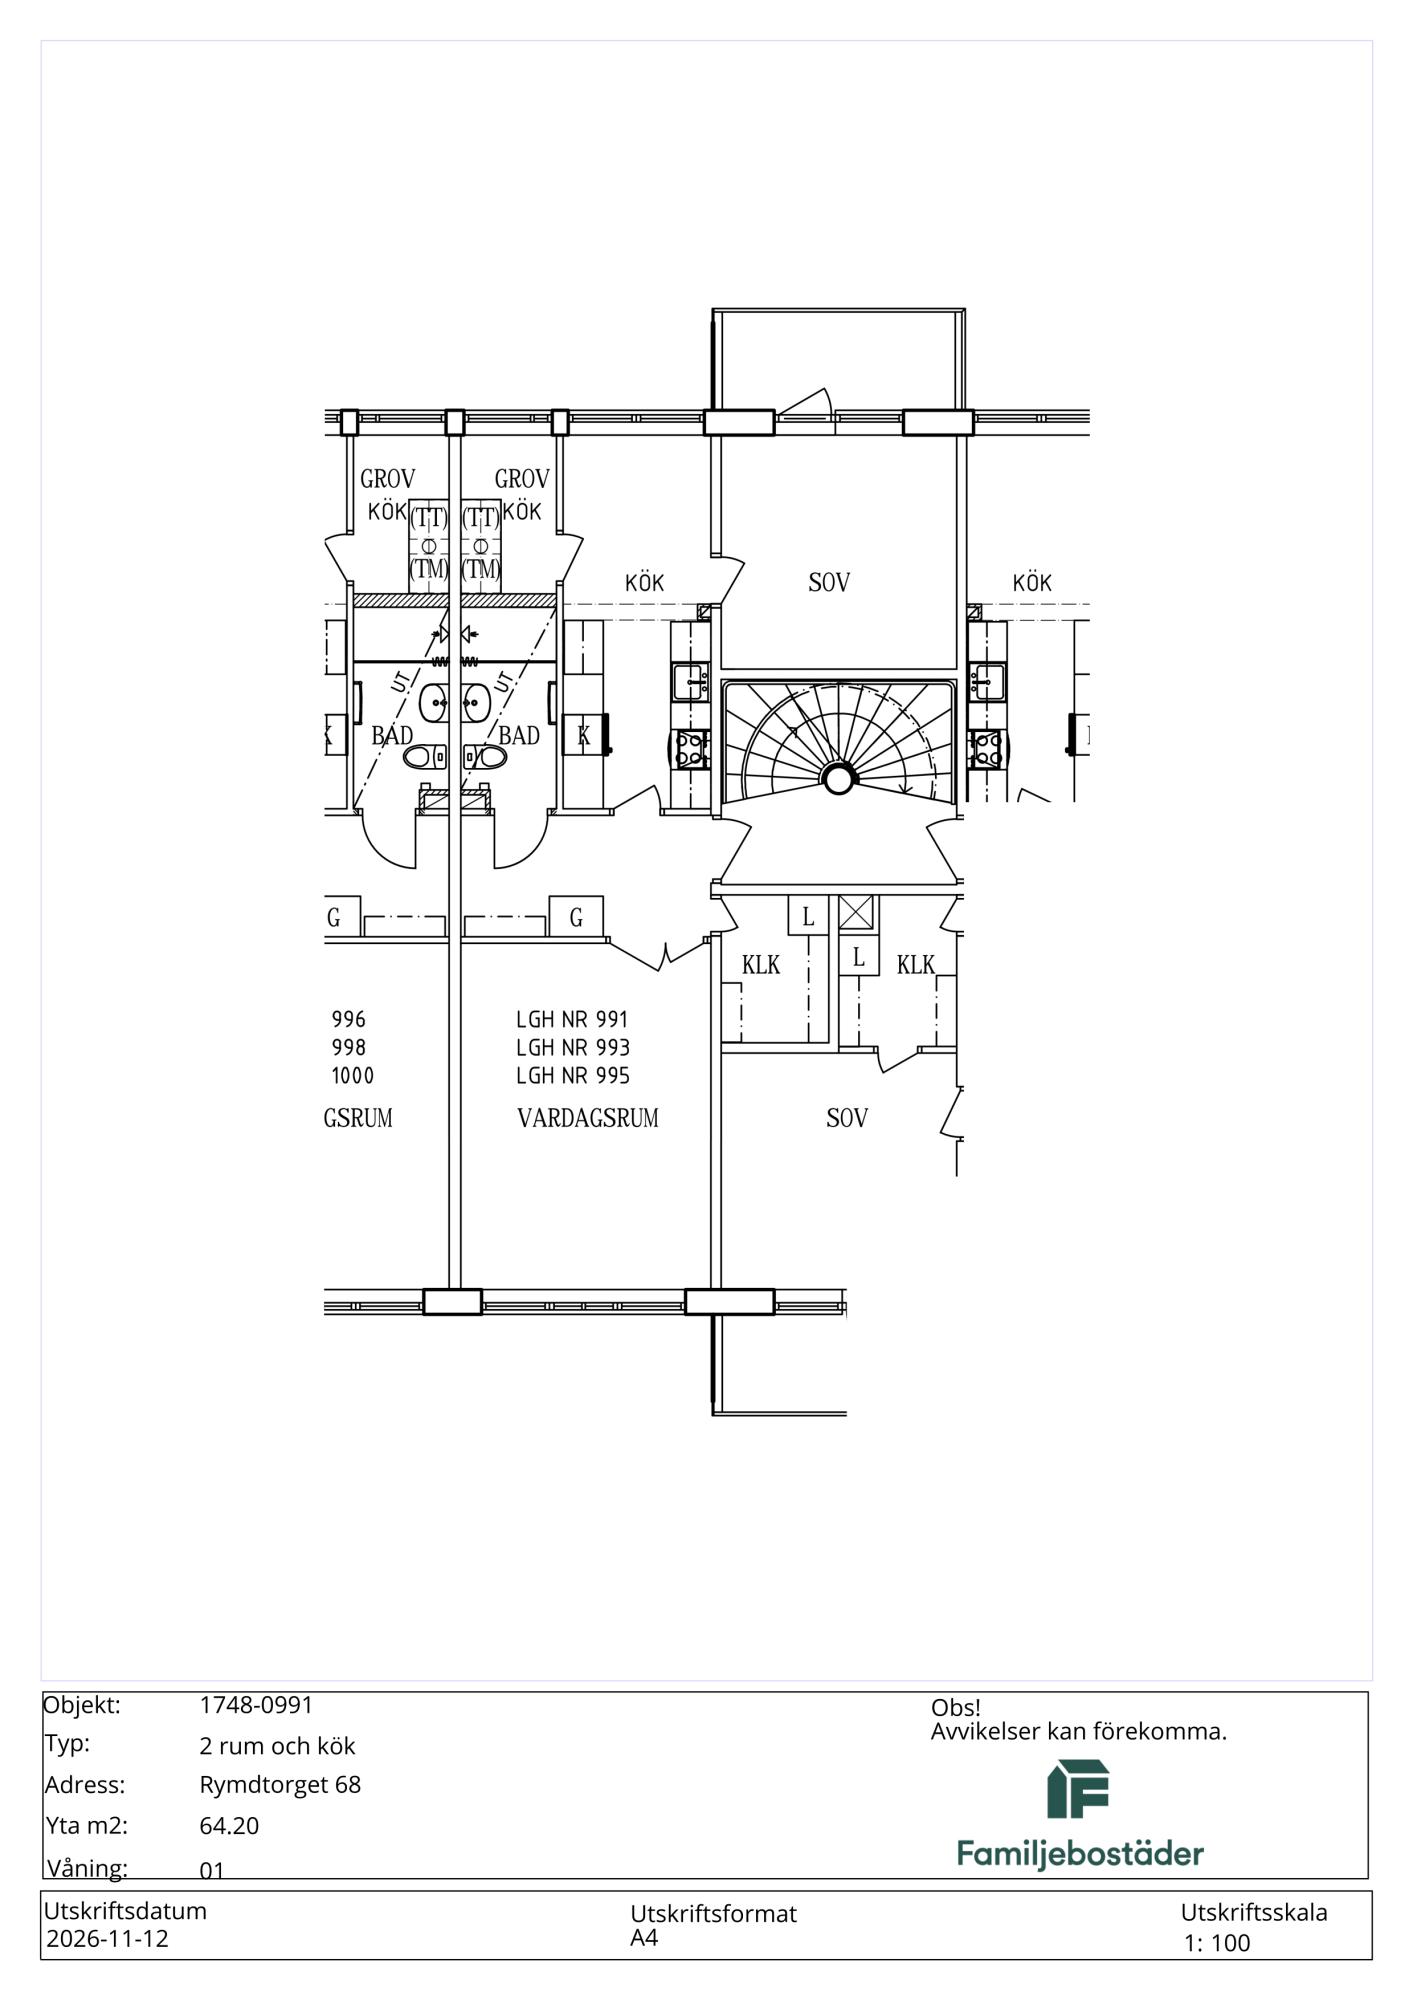 GROV GROV
KÖK KÖK
(TT) (TT)
(TM) (TM)
KÖK SOV KÖK
UT UT
BAD BAD K
G G L
L
KLK KLK
996 LGH NR 991
998 LGH NR 993
1000 LGH NR 995
GSRUM VARDAGSRUM SOV
Objekt: 1748-0991
Typ: 2 rum och kök
Adress: Rymdtorget 68
Yta m2: 64.20
Våning: 01
Obs!
Avvikelser kan förekomma.
Familjebostäder
Utskriftsdatum
2026-11-12
Utskriftsformat
A4
Utskriftsskala
1: 100